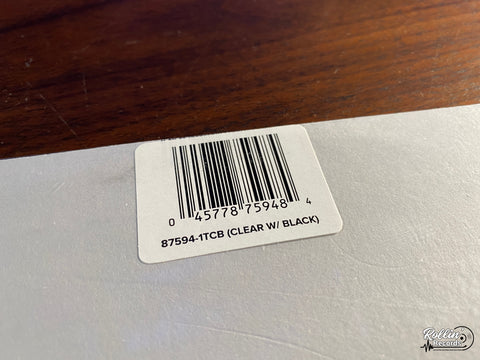 0 45778 75948 4
87594-1TCB (CLEAR W/ BLACK)
Rollin'
Records